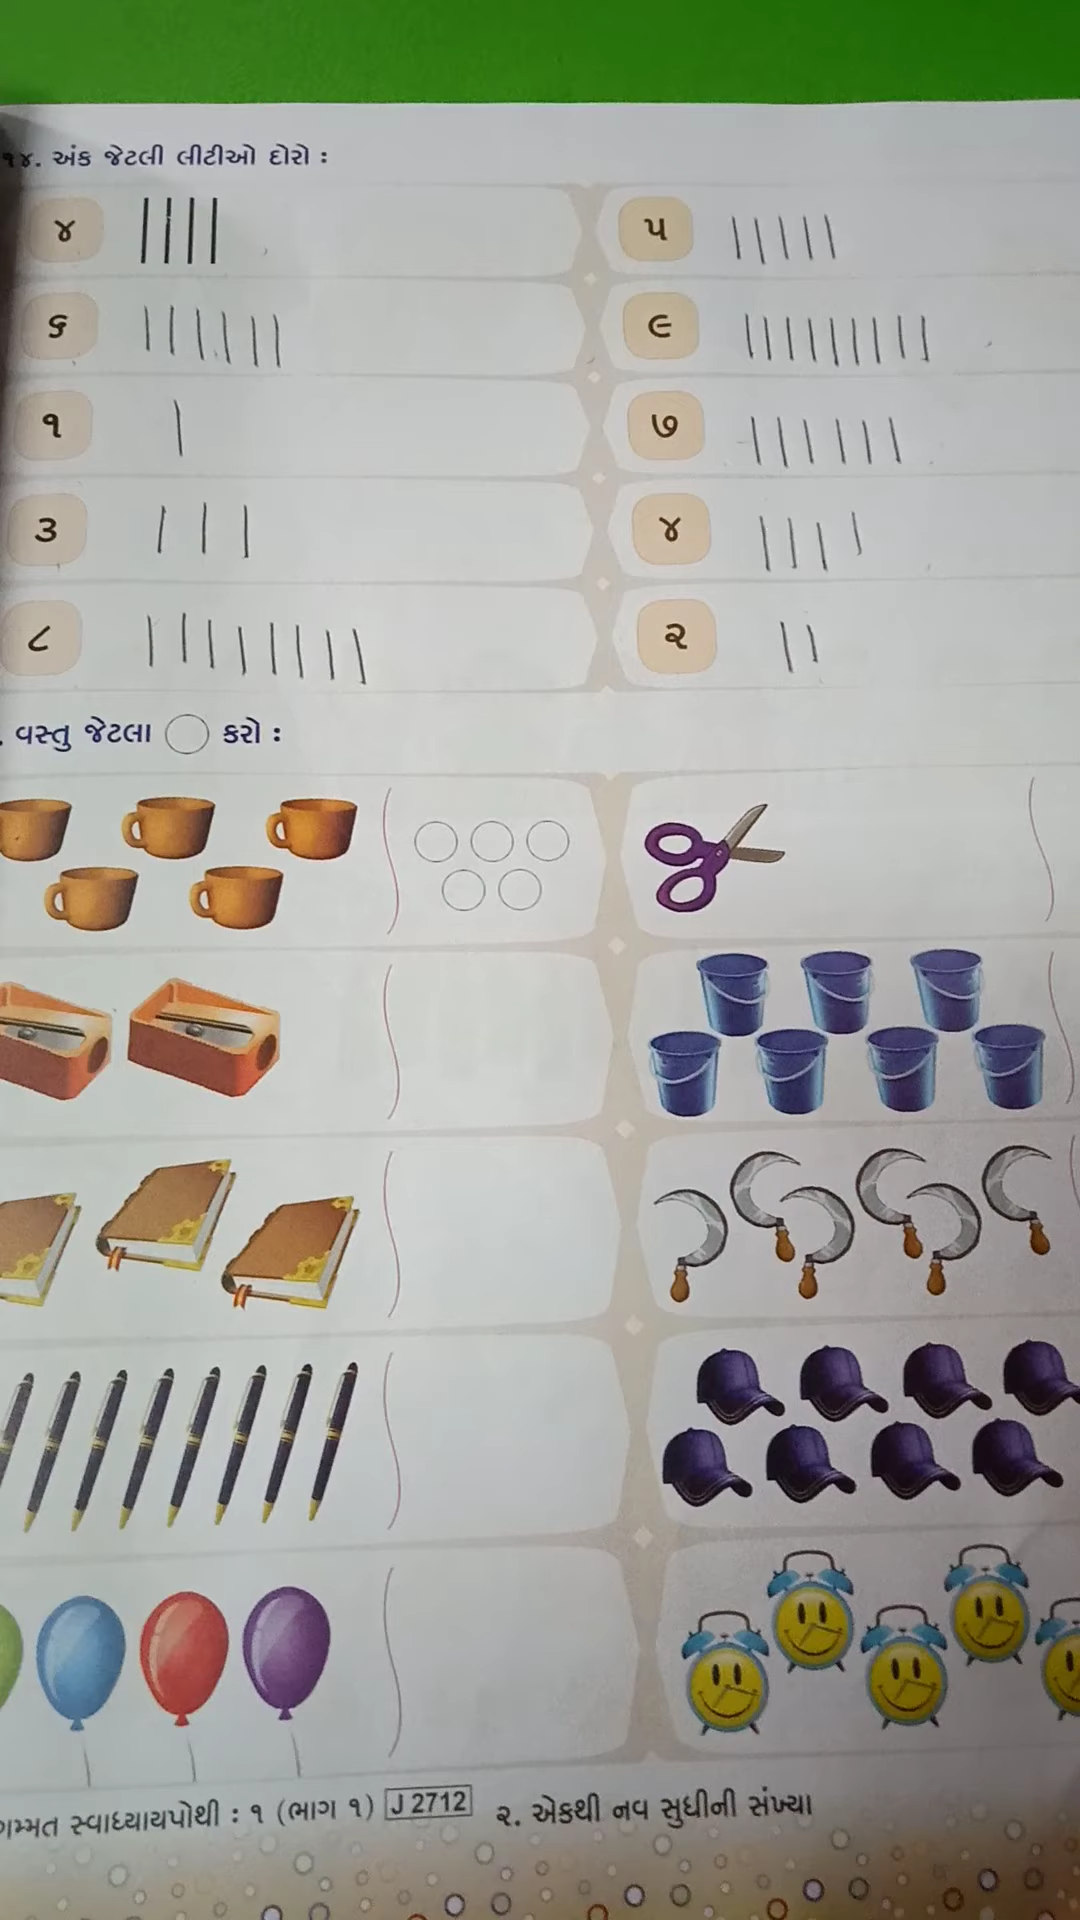 ૧૪. અંક જેટલી લીટીઓ દોરો :
૪ ૫
૬ ૯
૧ ૭
૩ ૪
૮ ૨
વસ્તુ જેટલા ◯ કરો :
ગમ્મત સ્વાધ્યાયપોથી : ૧ (ભાગ ૧) J 2712 ૨. એકથી નવ સુધીની સંખ્યા